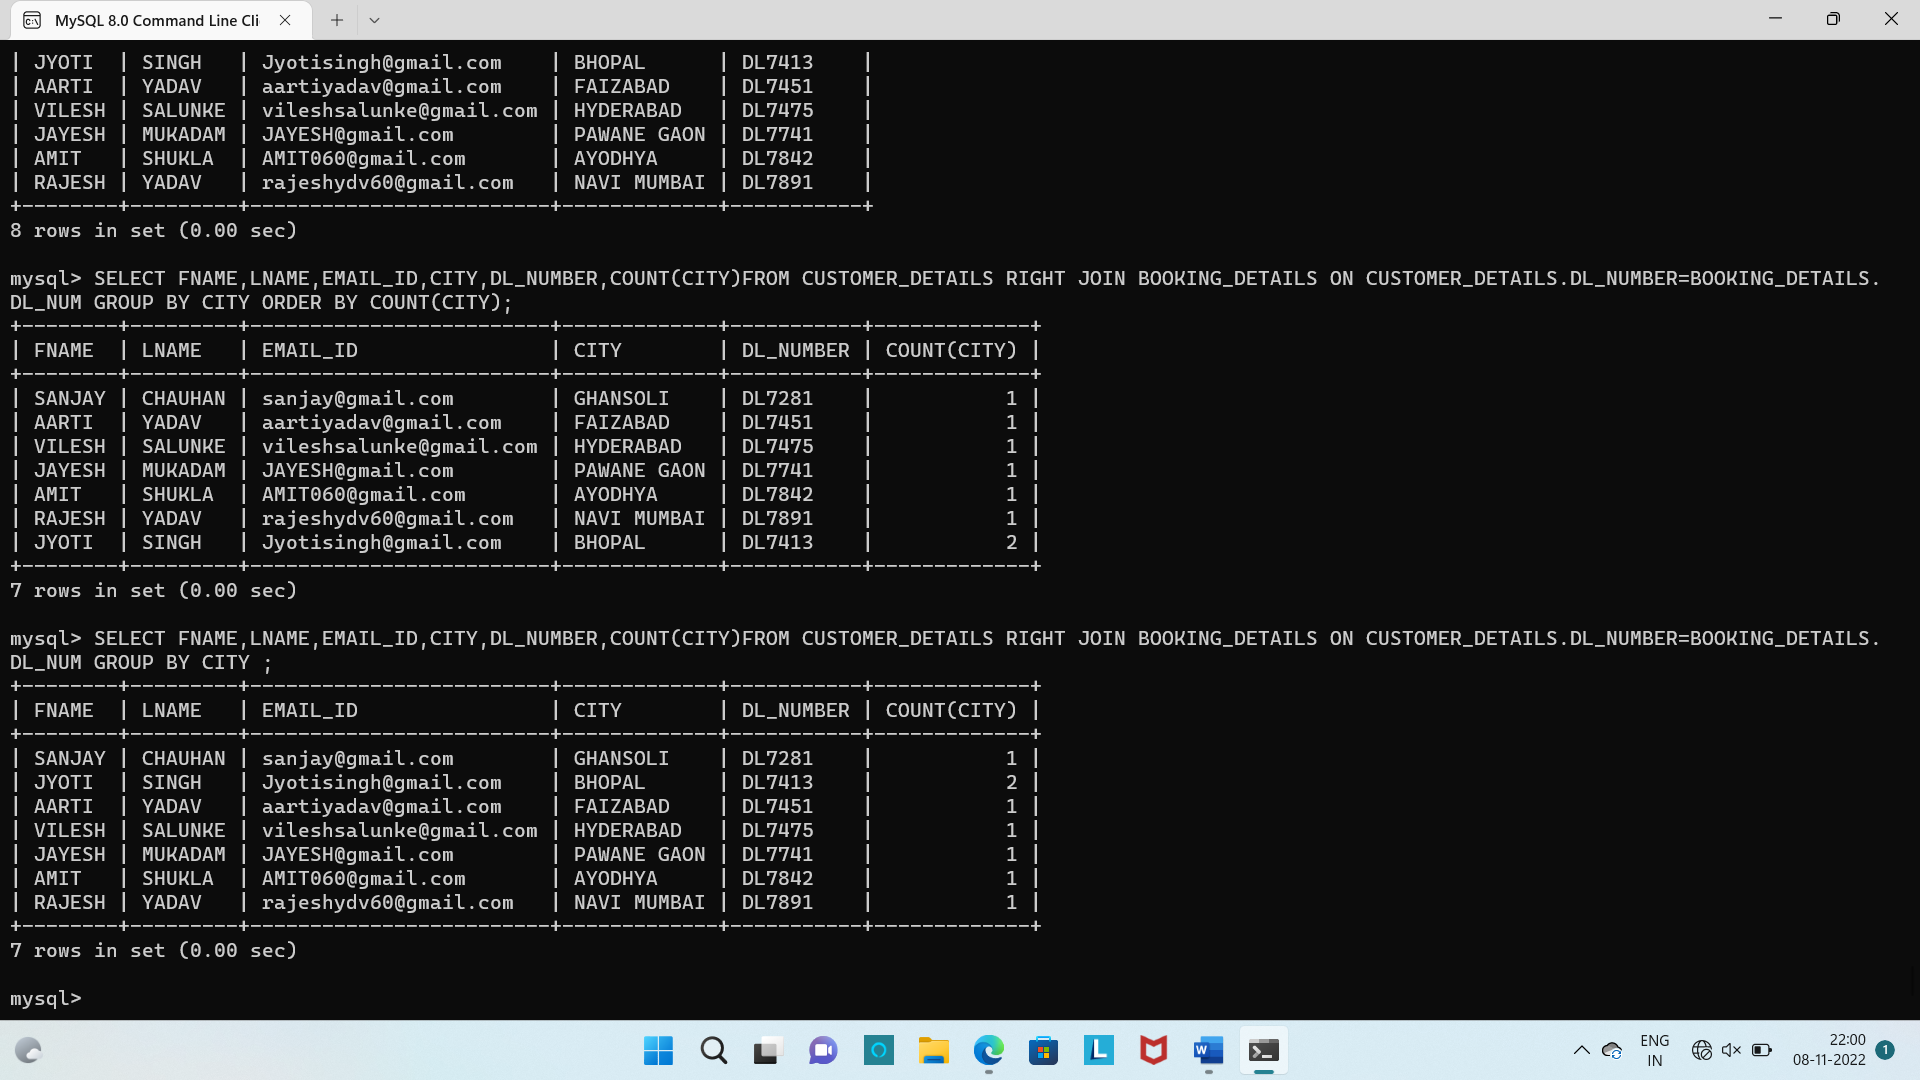 MySQL 8.0 Command Line Cli
| JYOTI  | SINGH   | Jyotisingh@gmail.com    | BHOPAL      | DL7413    |
| AARTI  | YADAV   | aartiyadav@gmail.com    | FAIZABAD    | DL7451    |
| VILESH | SALUNKE | vileshsalunke@gmail.com | HYDERABAD   | DL7475    |
| JAYESH | MUKADAM | JAYESH@gmail.com        | PAWANE GAON | DL7741    |
| AMIT   | SHUKLA  | AMIT060@gmail.com       | AYODHYA     | DL7842    |
| RAJESH | YADAV   | rajeshydv60@gmail.com   | NAVI MUMBAI | DL7891    |
+--------+---------+-------------------------+-------------+-----------+
8 rows in set (0.00 sec)
mysql> SELECT FNAME,LNAME,EMAIL_ID,CITY,DL_NUMBER,COUNT(CITY)FROM CUSTOMER_DETAILS RIGHT JOIN BOOKING_DETAILS ON CUSTOMER_DETAILS.DL_NUMBER=BOOKING_DETAILS.
DL_NUM GROUP BY CITY ORDER BY COUNT(CITY);
+--------+---------+-------------------------+-------------+-----------+-------------+
| FNAME  | LNAME   | EMAIL_ID                | CITY        | DL_NUMBER | COUNT(CITY) |
+--------+---------+-------------------------+-------------+-----------+-------------+
| SANJAY | CHAUHAN | sanjay@gmail.com        | GHANSOLI    | DL7281    |           1 |
| AARTI  | YADAV   | aartiyadav@gmail.com    | FAIZABAD    | DL7451    |           1 |
| VILESH | SALUNKE | vileshsalunke@gmail.com | HYDERABAD   | DL7475    |           1 |
| JAYESH | MUKADAM | JAYESH@gmail.com        | PAWANE GAON | DL7741    |           1 |
| AMIT   | SHUKLA  | AMIT060@gmail.com       | AYODHYA     | DL7842    |           1 |
| RAJESH | YADAV   | rajeshydv60@gmail.com   | NAVI MUMBAI | DL7891    |           1 |
| JYOTI  | SINGH   | Jyotisingh@gmail.com    | BHOPAL      | DL7413    |           2 |
+--------+---------+-------------------------+-------------+-----------+-------------+
7 rows in set (0.00 sec)
mysql> SELECT FNAME,LNAME,EMAIL_ID,CITY,DL_NUMBER,COUNT(CITY)FROM CUSTOMER_DETAILS RIGHT JOIN BOOKING_DETAILS ON CUSTOMER_DETAILS.DL_NUMBER=BOOKING_DETAILS.
DL_NUM GROUP BY CITY ;
+--------+---------+-------------------------+-------------+-----------+-------------+
| FNAME  | LNAME   | EMAIL_ID                | CITY        | DL_NUMBER | COUNT(CITY) |
+--------+---------+-------------------------+-------------+-----------+-------------+
| SANJAY | CHAUHAN | sanjay@gmail.com        | GHANSOLI    | DL7281    |           1 |
| JYOTI  | SINGH   | Jyotisingh@gmail.com    | BHOPAL      | DL7413    |           2 |
| AARTI  | YADAV   | aartiyadav@gmail.com    | FAIZABAD    | DL7451    |           1 |
| VILESH | SALUNKE | vileshsalunke@gmail.com | HYDERABAD   | DL7475    |           1 |
| JAYESH | MUKADAM | JAYESH@gmail.com        | PAWANE GAON | DL7741    |           1 |
| AMIT   | SHUKLA  | AMIT060@gmail.com       | AYODHYA     | DL7842    |           1 |
| RAJESH | YADAV   | rajeshydv60@gmail.com   | NAVI MUMBAI | DL7891    |           1 |
+--------+---------+-------------------------+-------------+-----------+-------------+
7 rows in set (0.00 sec)
mysql>
ENG 22:00
IN 08-11-2022 1